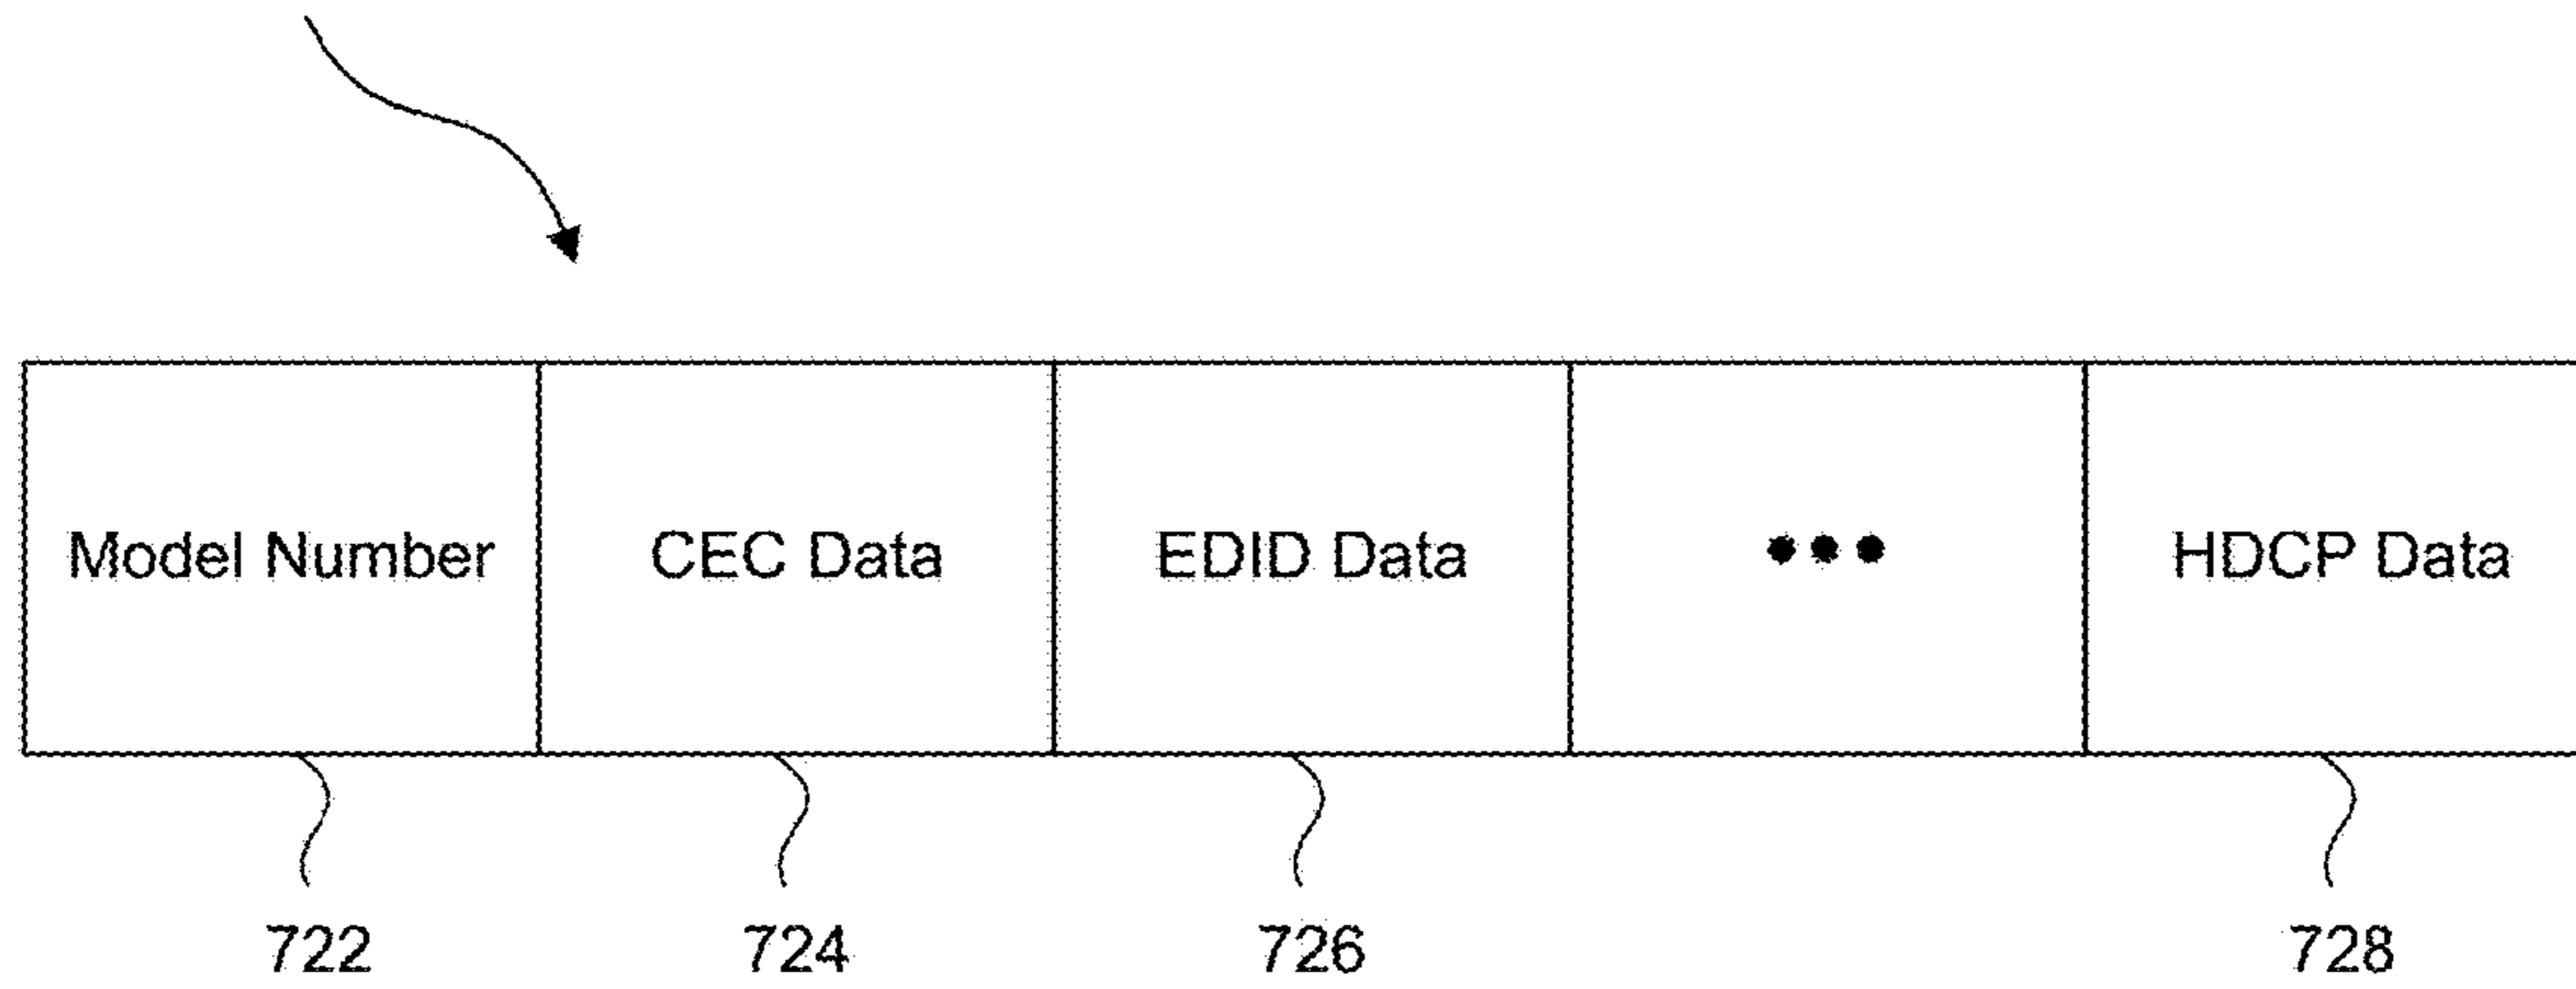 Model Number CEC Data EDID Data ••• HDCP Data
722 724 726 728